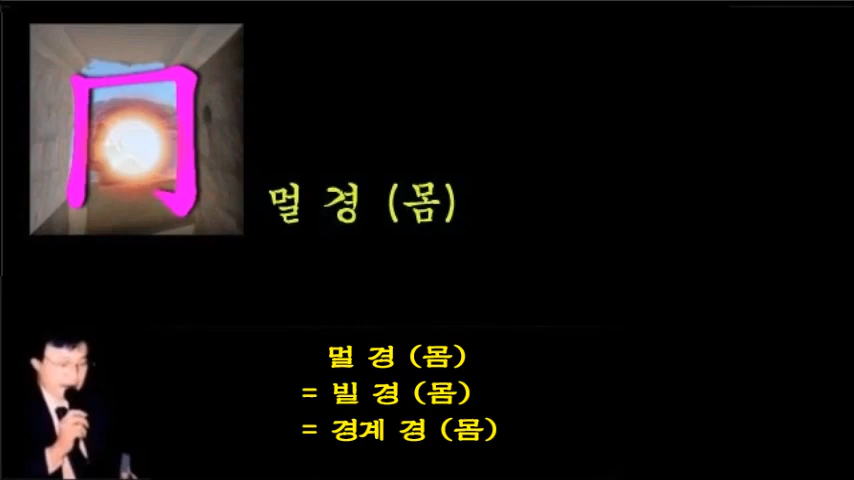 冂
멀 경 (몸)
멀 경 (몸)
= 빌 경 (몸)
= 경계 경 (몸)